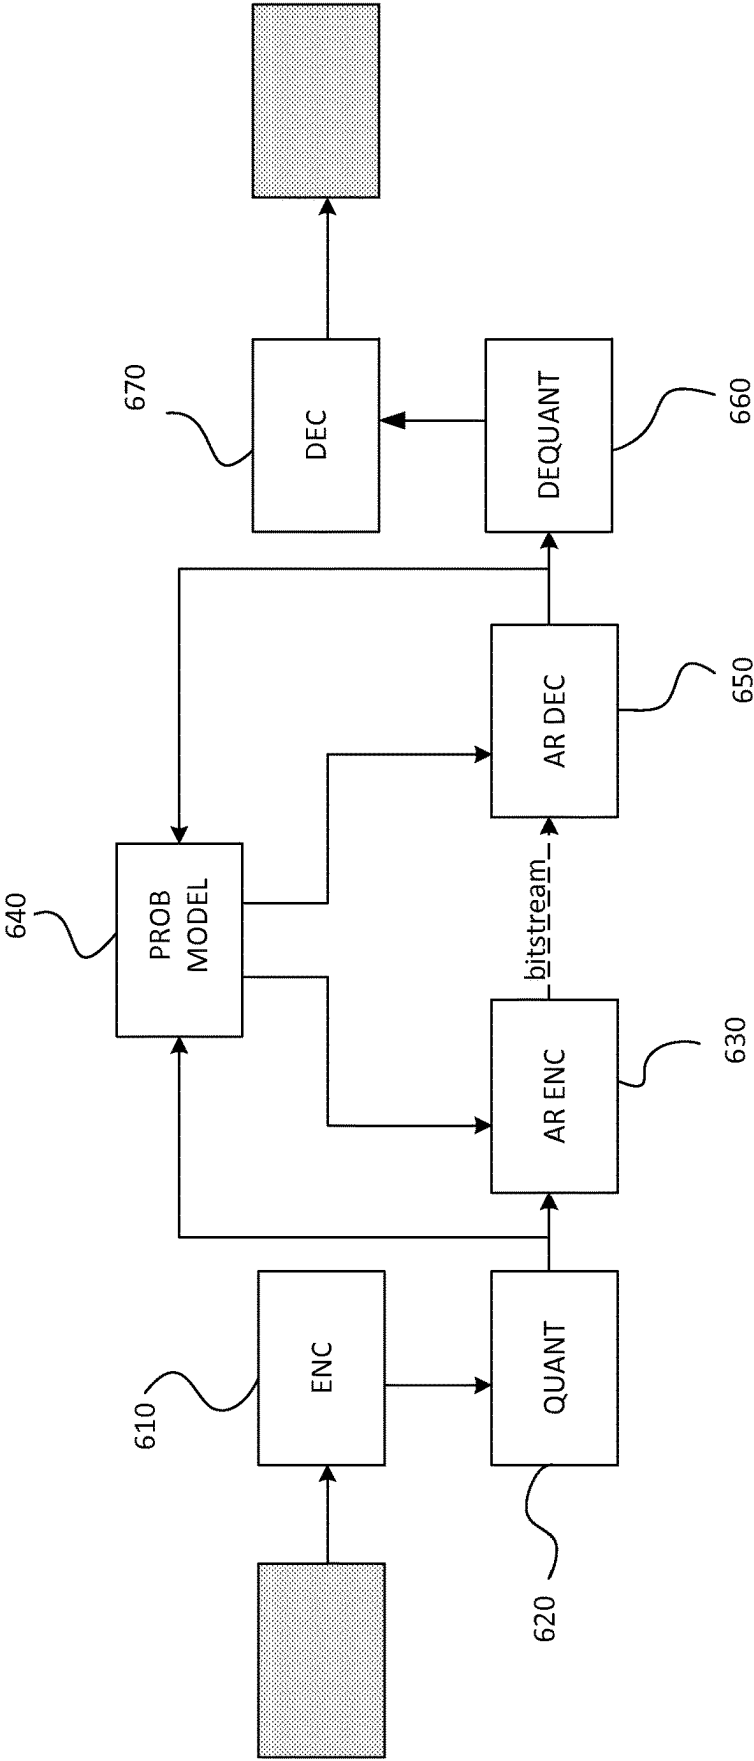 640
PROB
MODEL
610
ENC
670
DEC
QUANT
620
AR ENC
630
bitstream
AR DEC
650
DEQUANT
660